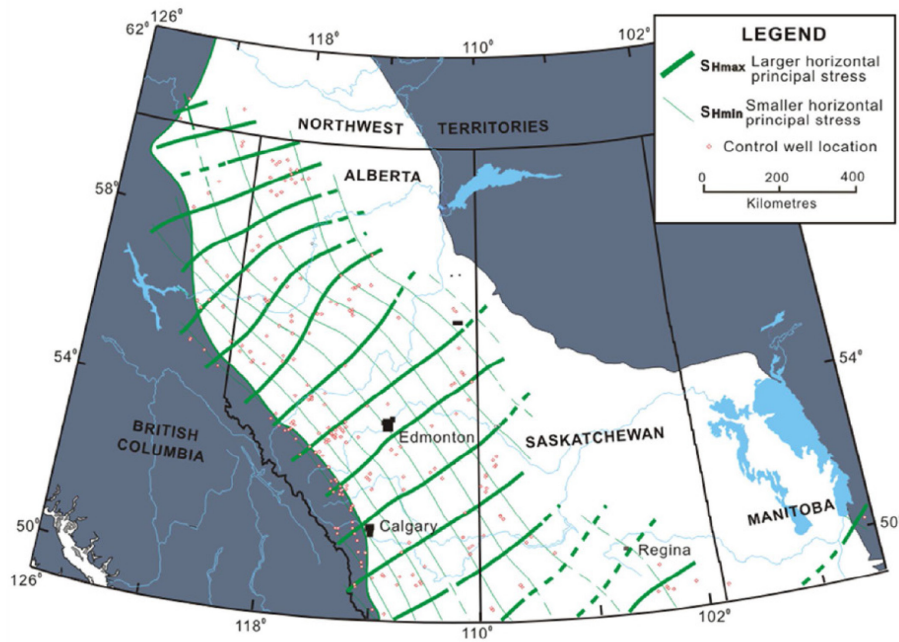 126°
62°
118°
110°
102°
LEGEND
SHmax Larger horizontal
principal stress
SHmin Smaller horizontal
principal stress
Control well location
0 200 400
Kilometres
NORTHWEST TERRITORIES
ALBERTA
58°
54°
54°
BRITISH
COLUMBIA
Edmonton
SASKATCHEWAN
MANITOBA
50°
Calgary
50°
Regina
126°
118°
110°
102°